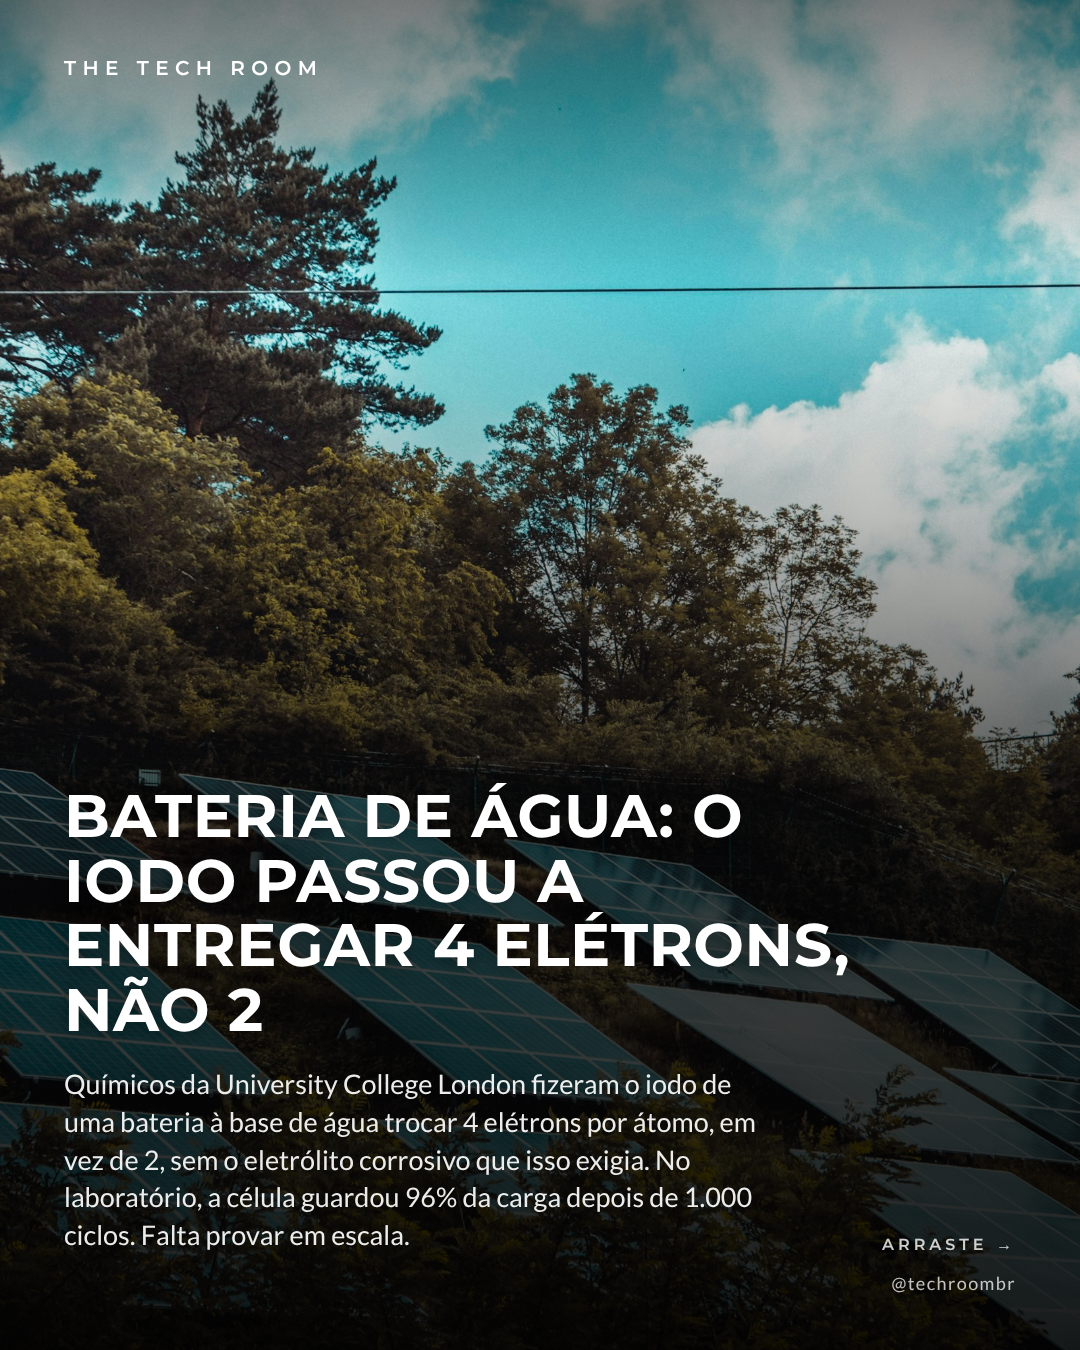 THE TECH ROOM
BATERIA DE ÁGUA: O
IODO PASSOU A
ENTREGAR 4 ELÉTRONS,
NÃO 2
Químicos da University College London fizeram o iodo de
uma bateria à base de água trocar 4 elétrons por átomo, em
vez de 2, sem o eletrólito corrosivo que isso exigia. No
laboratório, a célula guardou 96% da carga depois de 1.000
ciclos. Falta provar em escala.
ARRASTE →
@techroombr